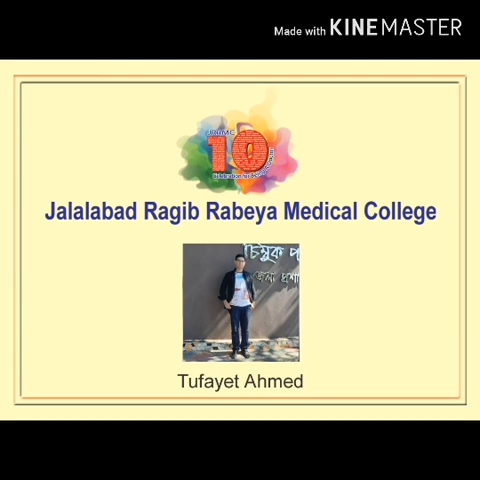 Made with KINEMASTER
JRRMC
10
Jalalabad Ragib Rabeya Medical College
চিম্বুক
জেলা
Tufayet Ahmed